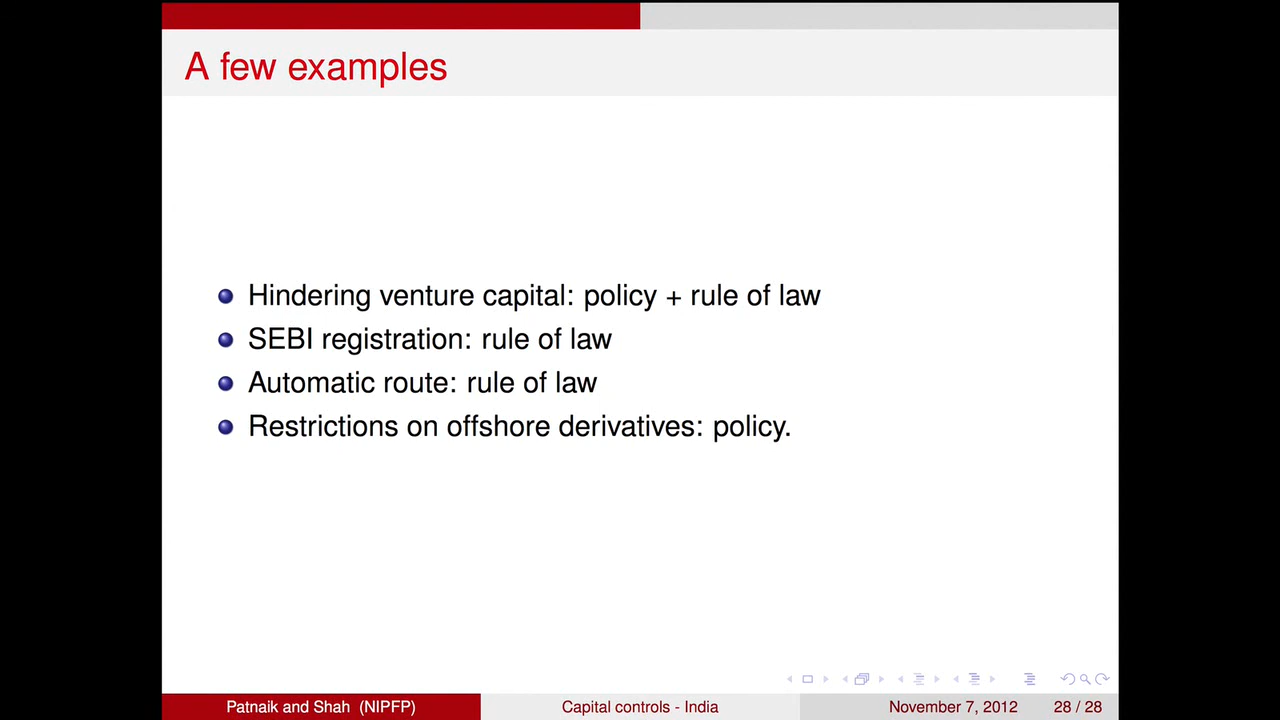 A few examples
Hindering venture capital: policy + rule of law
SEBI registration: rule of law
Automatic route: rule of law
Restrictions on offshore derivatives: policy.
Patnaik and Shah (NIPFP) Capital controls - India November 7, 2012 28 / 28